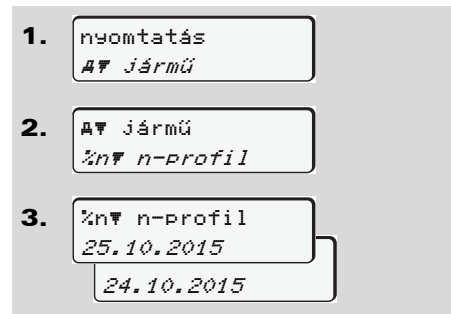 1. nyomtatás
A▼ jármű
2. A▼ jármű
%n▼ n-profil
3. %n▼ n-profil
25.10.2015
24.10.2015